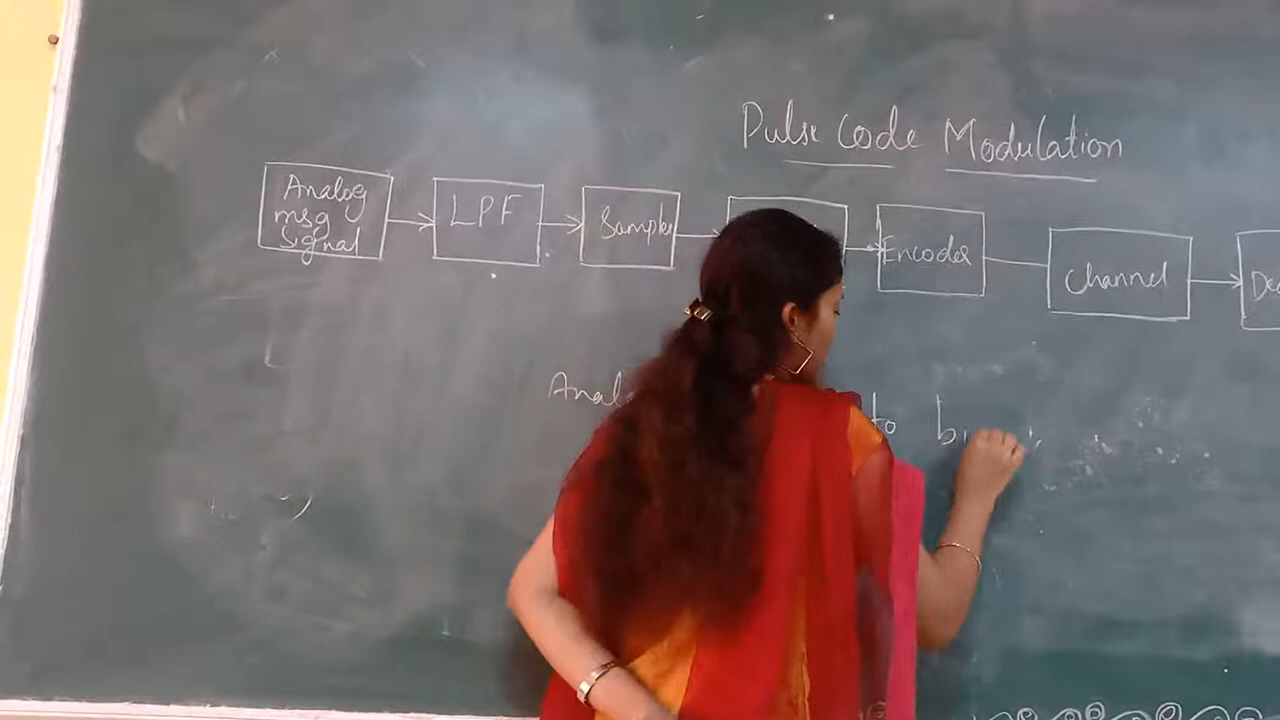 Pulse Code Modulation
Analog
msg
signal
LPF
Sampler
Encoder
Channel
to